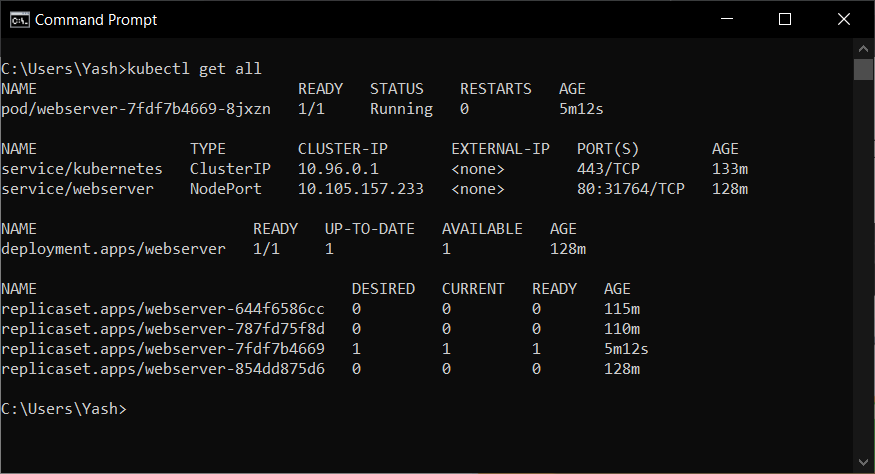 Command Prompt
C:\Users\Yash>kubectl get all
NAME                             READY   STATUS    RESTARTS   AGE
pod/webserver-7fdf7b4669-8jxzn   1/1     Running   0          5m12s
NAME                 TYPE        CLUSTER-IP       EXTERNAL-IP   PORT(S)        AGE
service/kubernetes   ClusterIP   10.96.0.1        <none>        443/TCP        133m
service/webserver    NodePort    10.105.157.233   <none>        80:31764/TCP   128m
NAME                        READY   UP-TO-DATE   AVAILABLE   AGE
deployment.apps/webserver   1/1     1            1           128m
NAME                                   DESIRED   CURRENT   READY   AGE
replicaset.apps/webserver-644f6586cc   0         0         0       115m
replicaset.apps/webserver-787fd75f8d   0         0         0       110m
replicaset.apps/webserver-7fdf7b4669   1         1         1       5m12s
replicaset.apps/webserver-854dd875d6   0         0         0       128m
C:\Users\Yash>